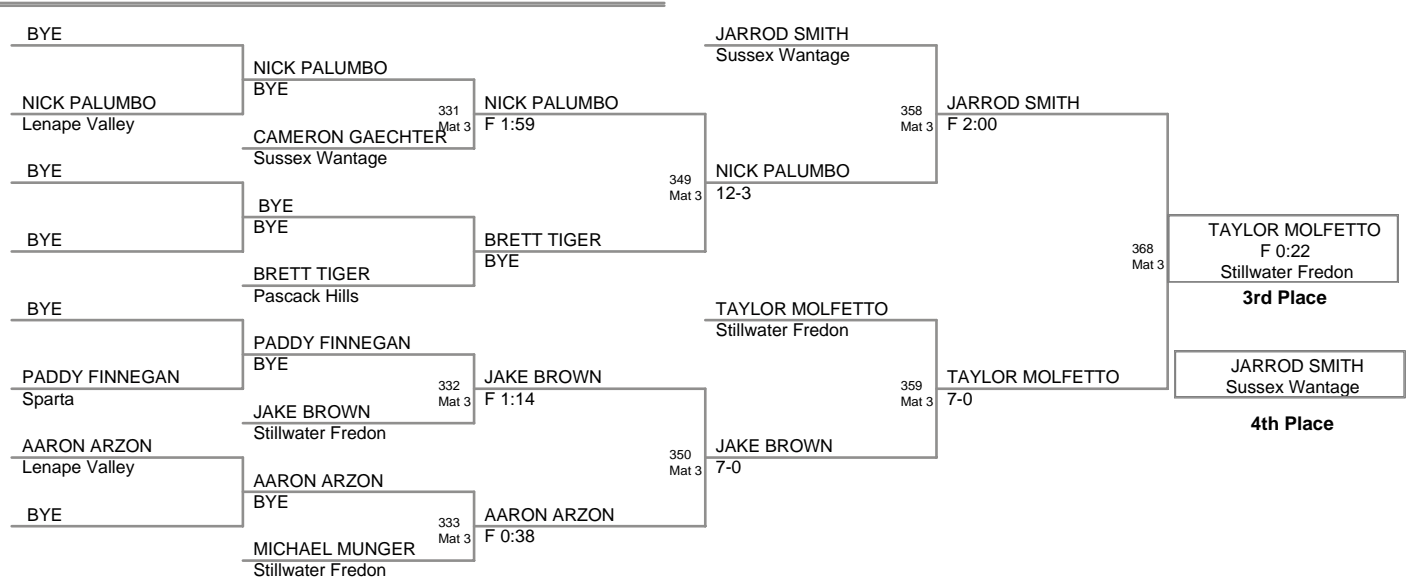 BYE
NICK PALUMBO
Lenape Valley
BYE
BYE
BYE
PADDY FINNEGAN
Sparta
AARON ARZON
Lenape Valley
BYE
NICK PALUMBO
BYE
331
Mat 3
CAMERON GAECHTER
Sussex Wantage
BYE
BYE
BRETT TIGER
Pascack Hills
PADDY FINNEGAN
BYE
332
Mat 3
JAKE BROWN
Stillwater Fredon
AARON ARZON
BYE
333
Mat 3
MICHAEL MUNGER
Stillwater Fredon
NICK PALUMBO
F 1:59
349
Mat 3
BRETT TIGER
BYE
JAKE BROWN
F 1:14
350
Mat 3
AARON ARZON
F 0:38
JARROD SMITH
Sussex Wantage
358
Mat 3
NICK PALUMBO
12-3
TAYLOR MOLFETTO
Stillwater Fredon
359
Mat 3
JAKE BROWN
7-0
JARROD SMITH
F 2:00
368
Mat 3
TAYLOR MOLFETTO
7-0
TAYLOR MOLFETTO
F 0:22
Stillwater Fredon
3rd Place
JARROD SMITH
Sussex Wantage
4th Place